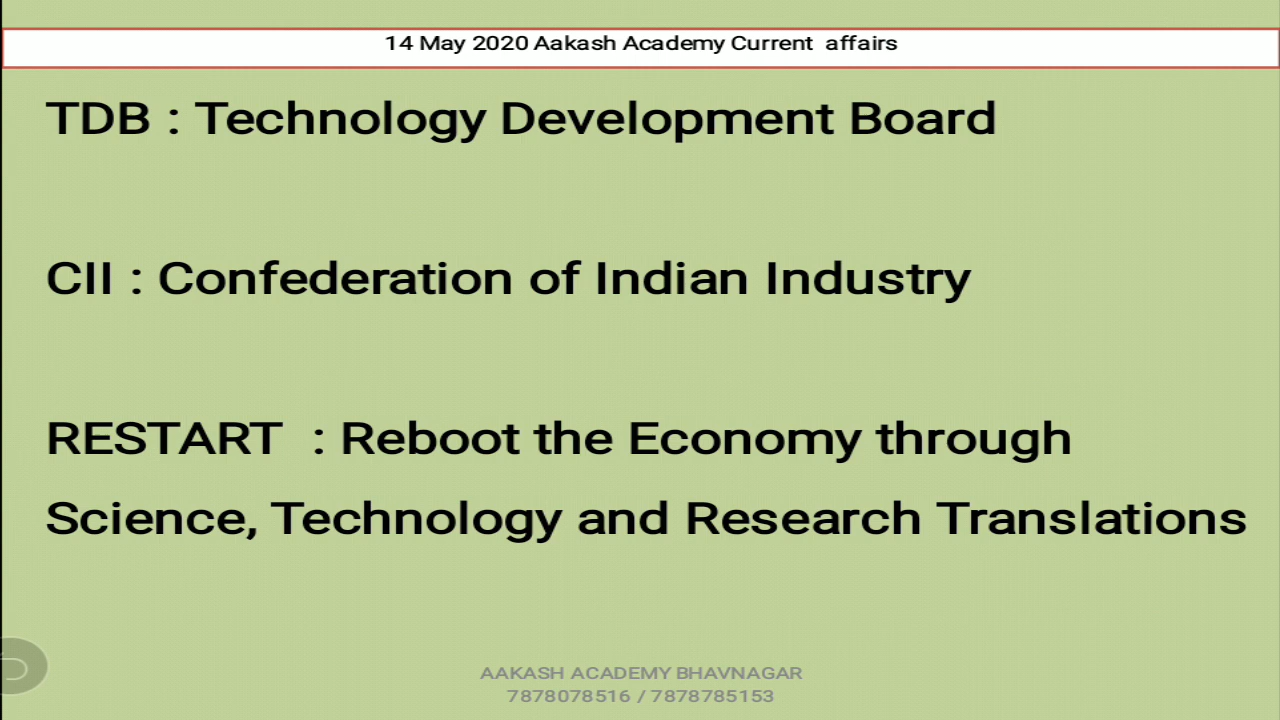 14 May 2020 Aakash Academy Current  affairs
TDB : Technology Development Board
CII : Confederation of Indian Industry
RESTART  : Reboot the Economy through
Science, Technology and Research Translations
AAKASH ACADEMY BHAVNAGAR
7878078516 / 7878785153